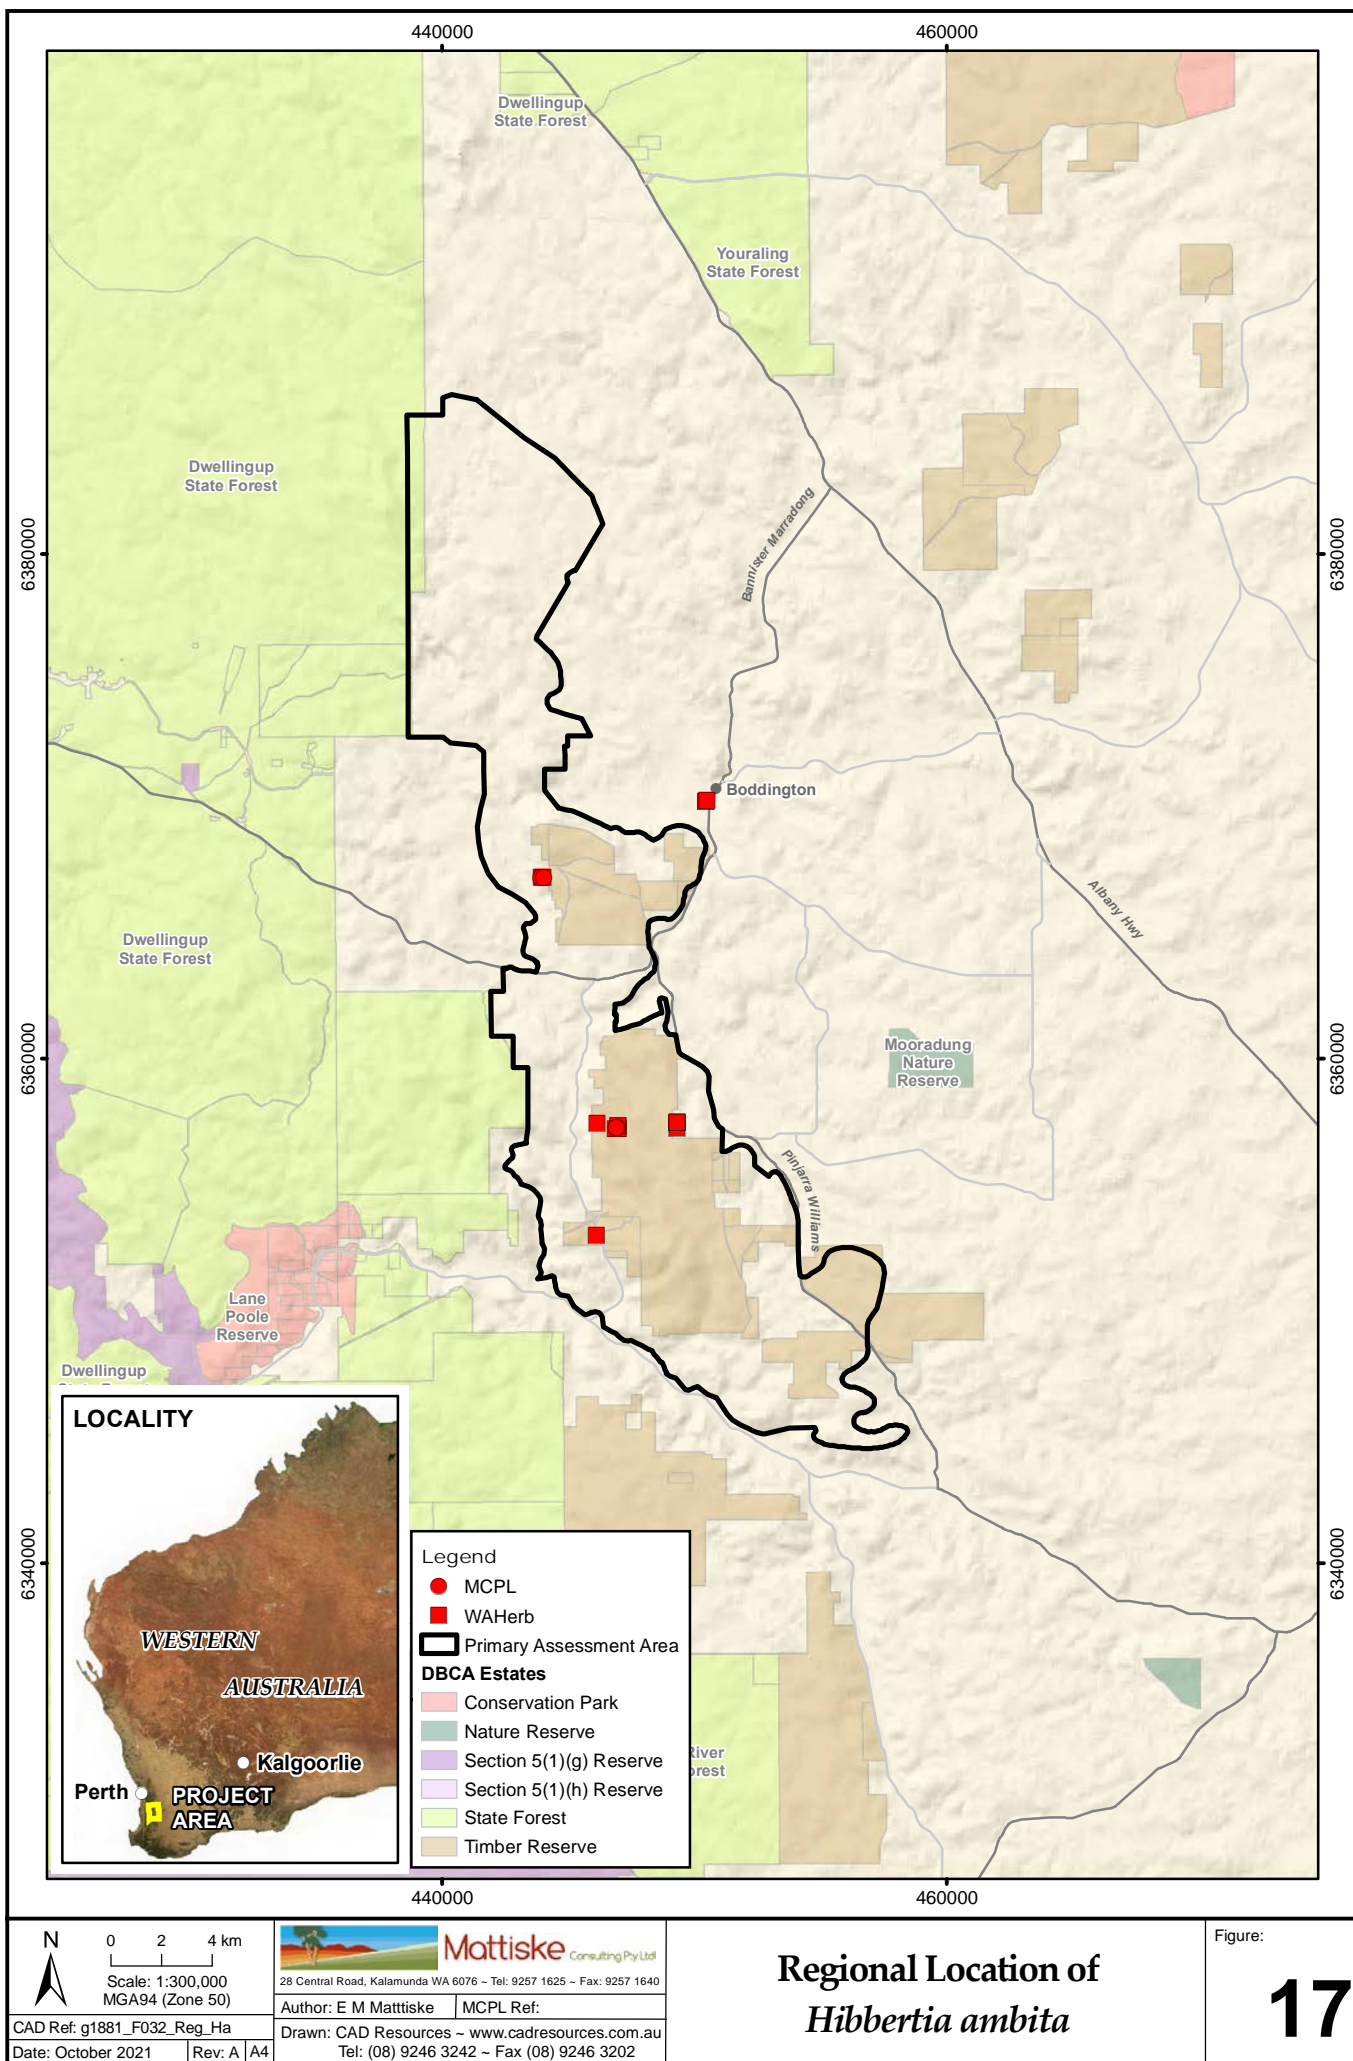 440000
460000
Dwellingup
State Forest
Youraling
State Forest
Dwellingup
State Forest
6380000
6380000
Bannister Marradong
Boddington
Albany Hwy
Dwellingup
State Forest
6360000
6360000
Mooradung
Nature
Reserve
Pinjarra Williams
Lane
Poole
Reserve
Dwellingup
LOCALITY
WESTERN
AUSTRALIA
Kalgoorlie
Perth
PROJECT
AREA
6340000
6340000
Legend
MCPL
WAHerb
Primary Assessment Area
DBCA Estates
Conservation Park
Nature Reserve
Section 5(1)(g) Reserve
Section 5(1)(h) Reserve
State Forest
Timber Reserve
River
orest
440000
460000
N
0 2 4 km
Scale: 1:300,000
MGA94 (Zone 50)
CAD Ref: g1881_F032_Reg_Ha
Date: October 2021
Rev: A
A4
Mattiske Consulting Pty Ltd
28 Central Road, Kalamunda WA 6076 ~ Tel: 9257 1625 ~ Fax: 9257 1640
Author: E M Matttiske
MCPL Ref:
Drawn: CAD Resources ~ www.cadresources.com.au
Tel: (08) 9246 3242 ~ Fax (08) 9246 3202
Regional Location of
Hibbertia ambita
Figure:
17